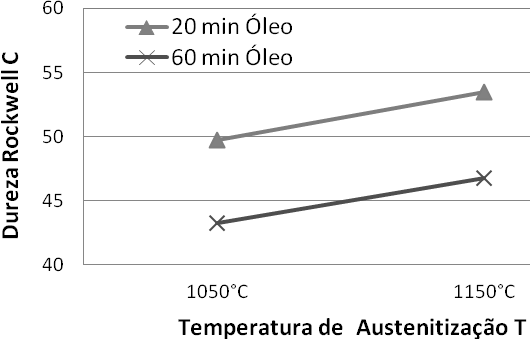 60
55
50
45
40
Dureza Rockwell C
20 min Óleo
60 min Óleo
1050°C
1150°C
Temperatura de Austenitização T